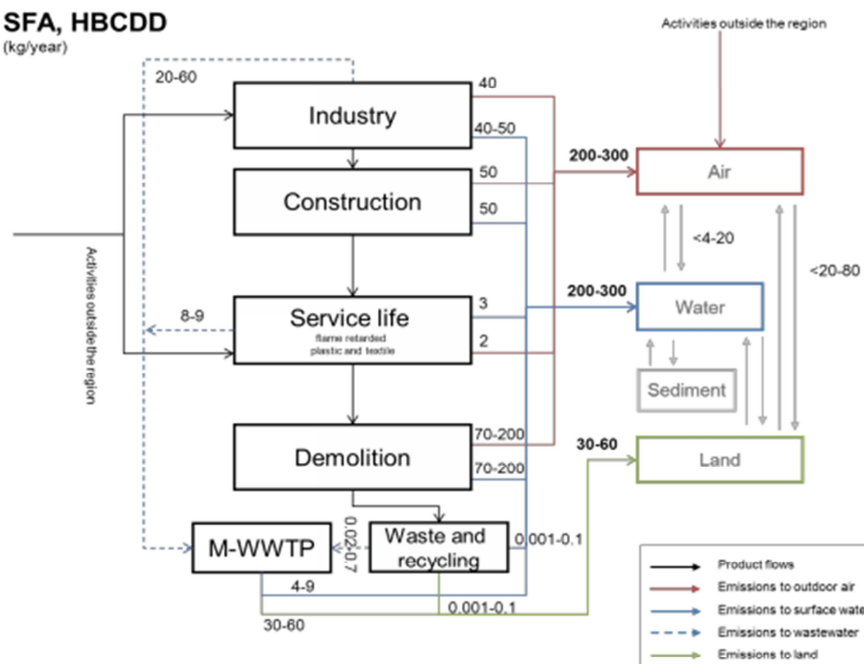 SFA, HBCDD
(kg/year)
Activities outside the region
20-60
Industry
40
40-50
Construction
50
50
200-300
Air
<4-20
<20-80
Activities outside the region
8-9
Service life
flame retarded
plastic and textile
3
2
200-300
Water
Sediment
Demolition
70-200
70-200
30-60
Land
M-WWTP
0.02-0.7
Waste and
recycling
0.001-0.1
4-9
0.001-0.1
30-60
Product flows
Emissions to outdoor air
Emissions to surface wate
Emissions to wastewater
Emissions to land